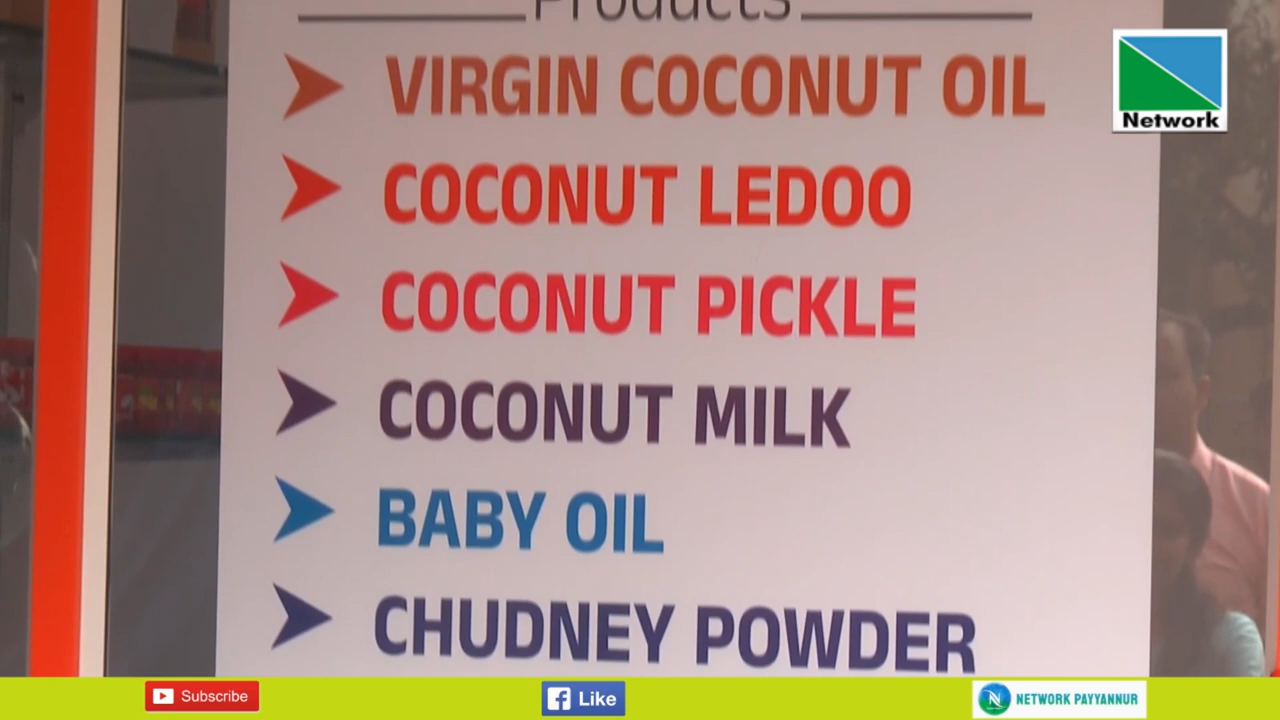 Products
VIRGIN COCONUT OIL
Network
COCONUT LEDOO
COCONUT PICKLE
COCONUT MILK
BABY OIL
CHUDNEY POWDER
Subscribe
Like
NETWORK PAYYANNUR